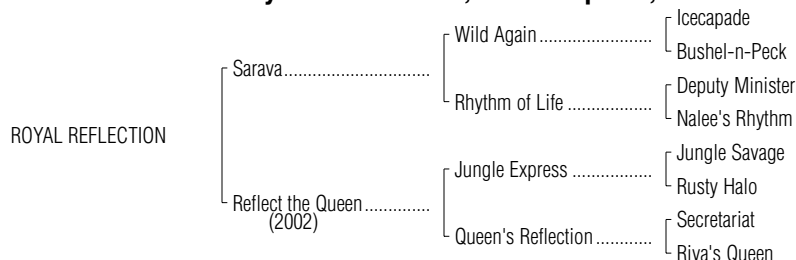 Icecapade
Wild Again
Bushel-n-Peck
Sarava
Deputy Minister
Rhythm of Life
Nalee's Rhythm
ROYAL REFLECTION
Jungle Savage
Jungle Express
Rusty Halo
Reflect the Queen
(2002)
Secretariat
Queen's Reflection
Riva's Queen